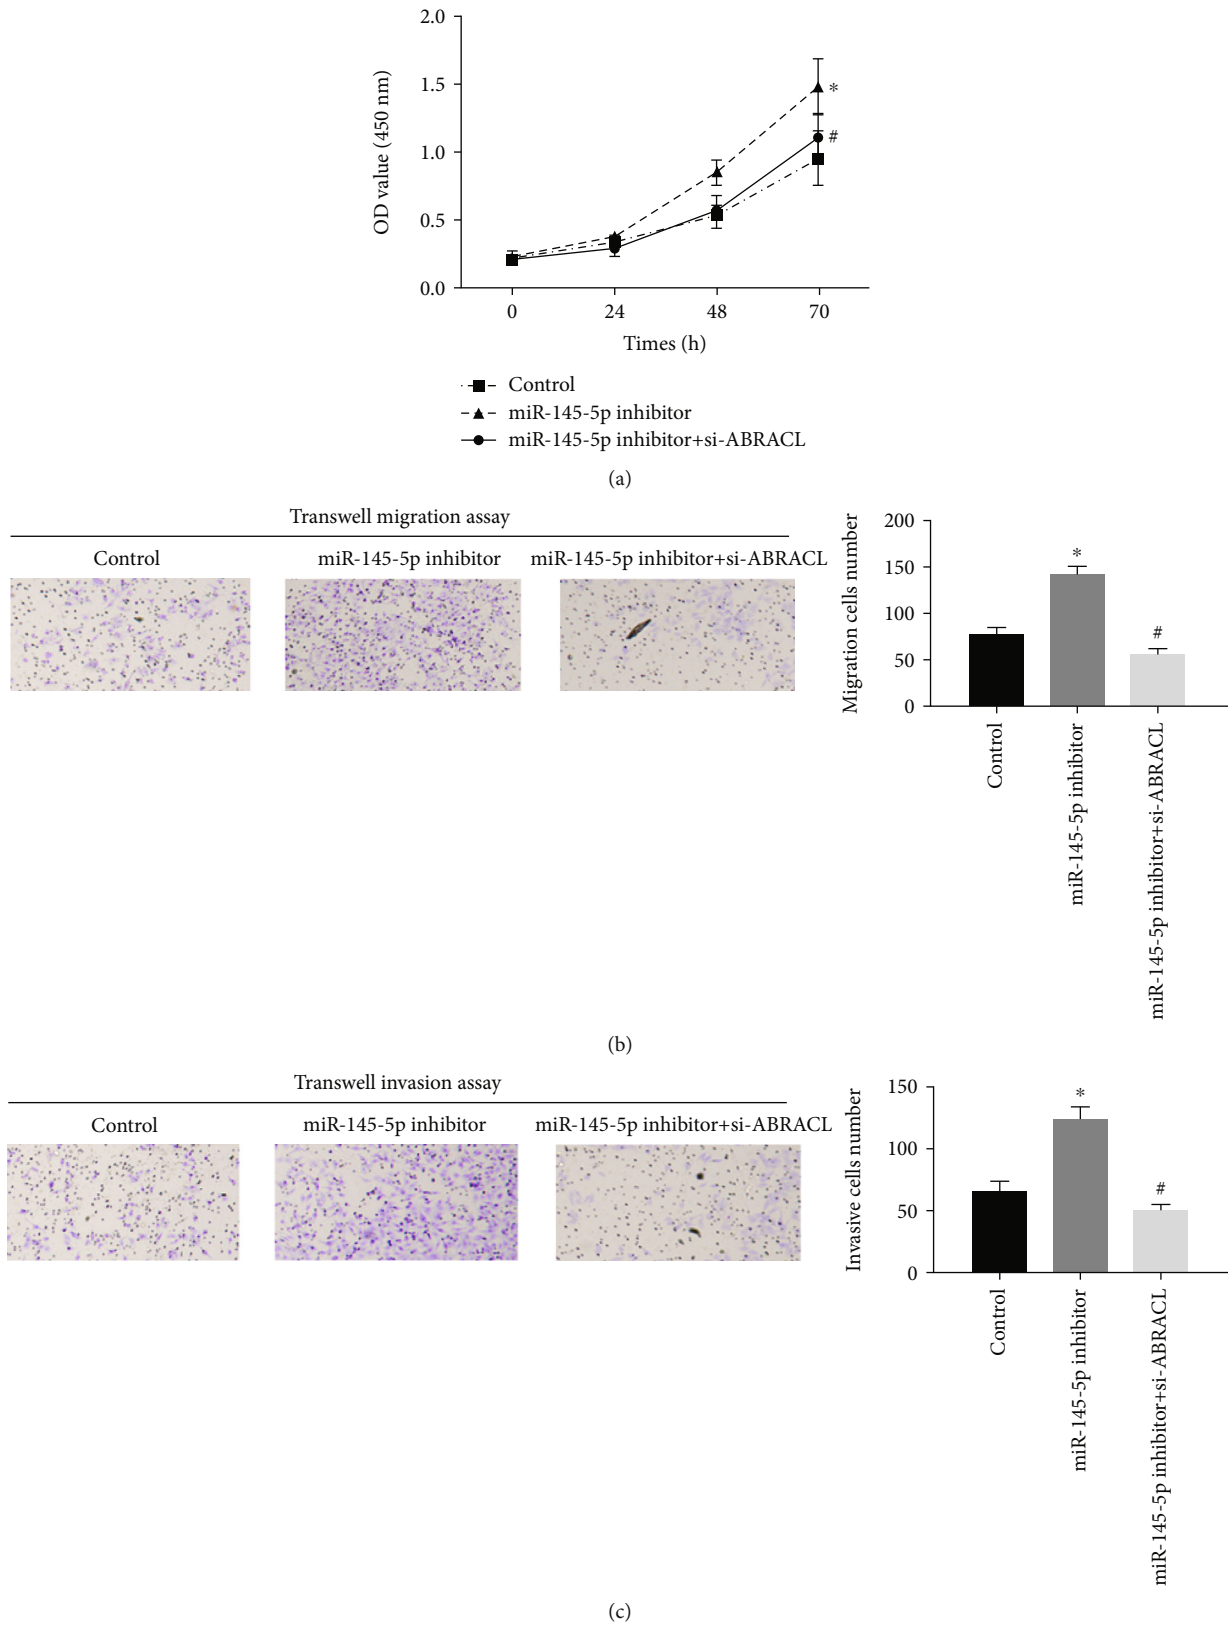 2.0
1.5
1.0
0.5
0.0
OD value (450 nm)
*
#
0 24 48 70
Times (h)
Control
miR-145-5p inhibitor
miR-145-5p inhibitor+si-ABRACL
(a)
Transwell migration assay
Control miR-145-5p inhibitor miR-145-5p inhibitor+si-ABRACL
200
150
100
50
0
Migration cells number
*
#
Control
miR-145-5p inhibitor
miR-145-5p inhibitor+si-ABRACL
(b)
Transwell invasion assay
Control miR-145-5p inhibitor miR-145-5p inhibitor+si-ABRACL
150
100
50
0
Invasive cells number
*
#
Control
miR-145-5p inhibitor
miR-145-5p inhibitor+si-ABRACL
(c)